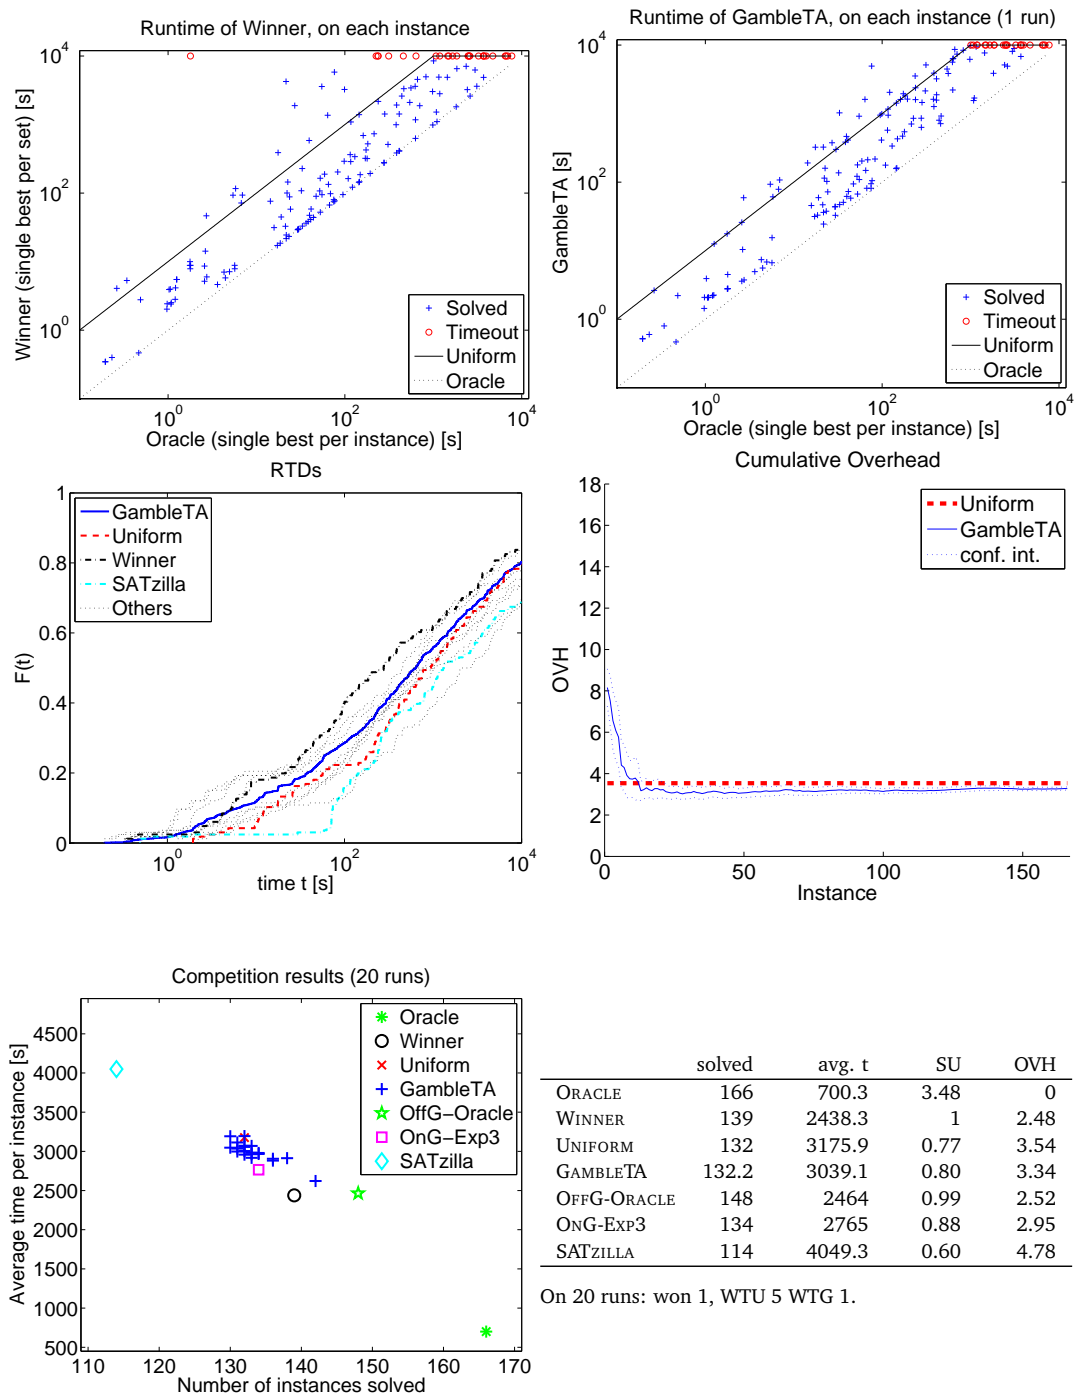 Runtime of Winner, on each instance
Winner (single best per set) [s]
10^4
10^2
10^0
Solved
Timeout
Uniform
Oracle
10^0 10^2 10^4
Oracle (single best per instance) [s]
Runtime of GambleTA, on each instance (1 run)
GambleTA [s]
10^4
10^2
10^0
Solved
Timeout
Uniform
Oracle
10^0 10^2 10^4
Oracle (single best per instance) [s]
RTDs
F(t)
1
0.8
0.6
0.4
0.2
0
GambleTA
Uniform
Winner
SATzilla
Others
10^0 10^2 10^4
time t [s]
Cumulative Overhead
OVH
18
16
14
12
10
8
6
4
2
0
Uniform
GambleTA
conf. int.
0 50 100 150
Instance
Competition results (20 runs)
Average time per instance [s]
4500
4000
3500
3000
2500
2000
1500
1000
500
Oracle
Winner
Uniform
GambleTA
OffG-Oracle
OnG-Exp3
SATzilla
110 120 130 140 150 160 170
Number of instances solved
solved avg. t SU OVH
ORACLE 166 700.3 3.48 0
WINNER 139 2438.3 1 2.48
UNIFORM 132 3175.9 0.77 3.54
GAMBLETA 132.2 3039.1 0.80 3.34
OFFG-ORACLE 148 2464 0.99 2.52
ONG-EXP3 134 2765 0.88 2.95
SATZILLA 114 4049.3 0.60 4.78
On 20 runs: won 1, WTU 5 WTG 1.